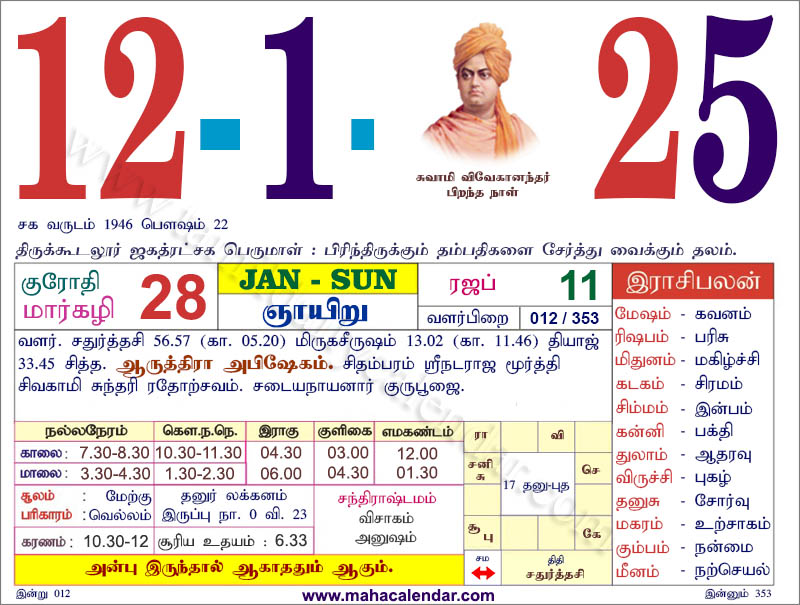 12-1-25
சுவாமி விவேகானந்தர்
பிறந்த நாள்
சக வருடம் 1946 பௌஷம் 22
திருக்கூடலூர் ஜகத்ரட்சக பெருமாள் : பிரிந்திருக்கும் தம்பதிகளை சேர்த்து வைக்கும் தலம்.
குரோதி
மார்கழி 28
JAN - SUN
ஞாயிறு
ரஜப் 11
வளர்பிறை 012 / 353
வளர். சதுர்த்தசி 56.57 (கா. 05.20) மிருகசீருஷம் 13.02 (கா. 11.46) தியாஜ்
33.45 சித்த. ஆருத்திரா அபிஷேகம். சிதம்பரம் ஸ்ரீநடராஜ மூர்த்தி
சிவகாமி சுந்தரி ரதோற்சவம். சடையநாயனார் குருபூஜை.
இராசிபலன்
மேஷம் - கவனம்
ரிஷபம் - பரிசு
மிதுனம் - மகிழ்ச்சி
கடகம் - சிரமம்
சிம்மம் - இன்பம்
கன்னி - பக்தி
துலாம் - ஆதரவு
விருச்சி - புகழ்
தனுசு - சோர்வு
மகரம் - உற்சாகம்
கும்பம் - நன்மை
மீனம் - நற்செயல்
நல்லநேரம் கௌ.ந.நெ. இராகு குளிகை எமகண்டம்
காலை: 7.30-8.30 10.30-11.30 04.30 03.00 12.00
மாலை: 3.30-4.30 1.30-2.30 06.00 04.30 01.30
சூலம் : மேற்கு
பரிகாரம் : வெல்லம்
தனுர் லக்கனம்
இருப்பு நா. 0 வி. 23
கரணம்: 10.30-12 சூரிய உதயம் : 6.33
சந்திராஷ்டமம்
விசாகம்
அனுஷம்
ரா வி
சனி
சு
செ
17 தனு-புத
சூ
பு
கே
சம
திதி
சதுர்த்தசி
அன்பு இருந்தால் ஆகாததும் ஆகும்.
இன்று 012
www.mahacalendar.com
இன்னும் 353